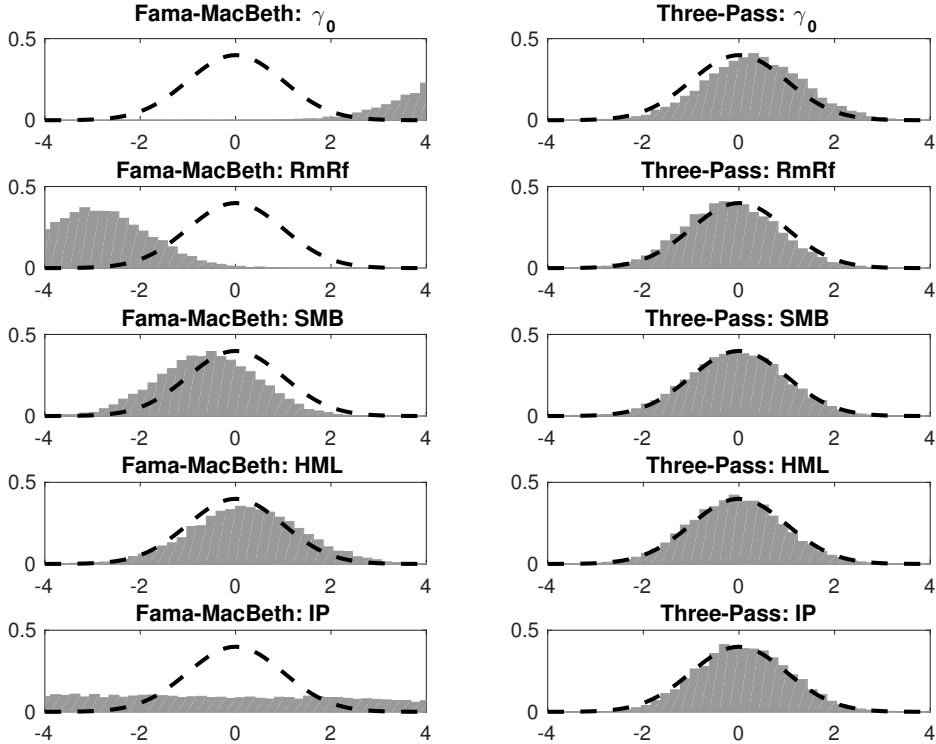 Fama-MacBeth: γ0
0.5
0
-4 -2 0 2 4
Three-Pass: γ0
0.5
0
-4 -2 0 2 4
Fama-MacBeth: RmRf
0.5
0
-4 -2 0 2 4
Three-Pass: RmRf
0.5
0
-4 -2 0 2 4
Fama-MacBeth: SMB
0.5
0
-4 -2 0 2 4
Three-Pass: SMB
0.5
0
-4 -2 0 2 4
Fama-MacBeth: HML
0.5
0
-4 -2 0 2 4
Three-Pass: HML
0.5
0
-4 -2 0 2 4
Fama-MacBeth: IP
0.5
0
-4 -2 0 2 4
Three-Pass: IP
0.5
0
-4 -2 0 2 4